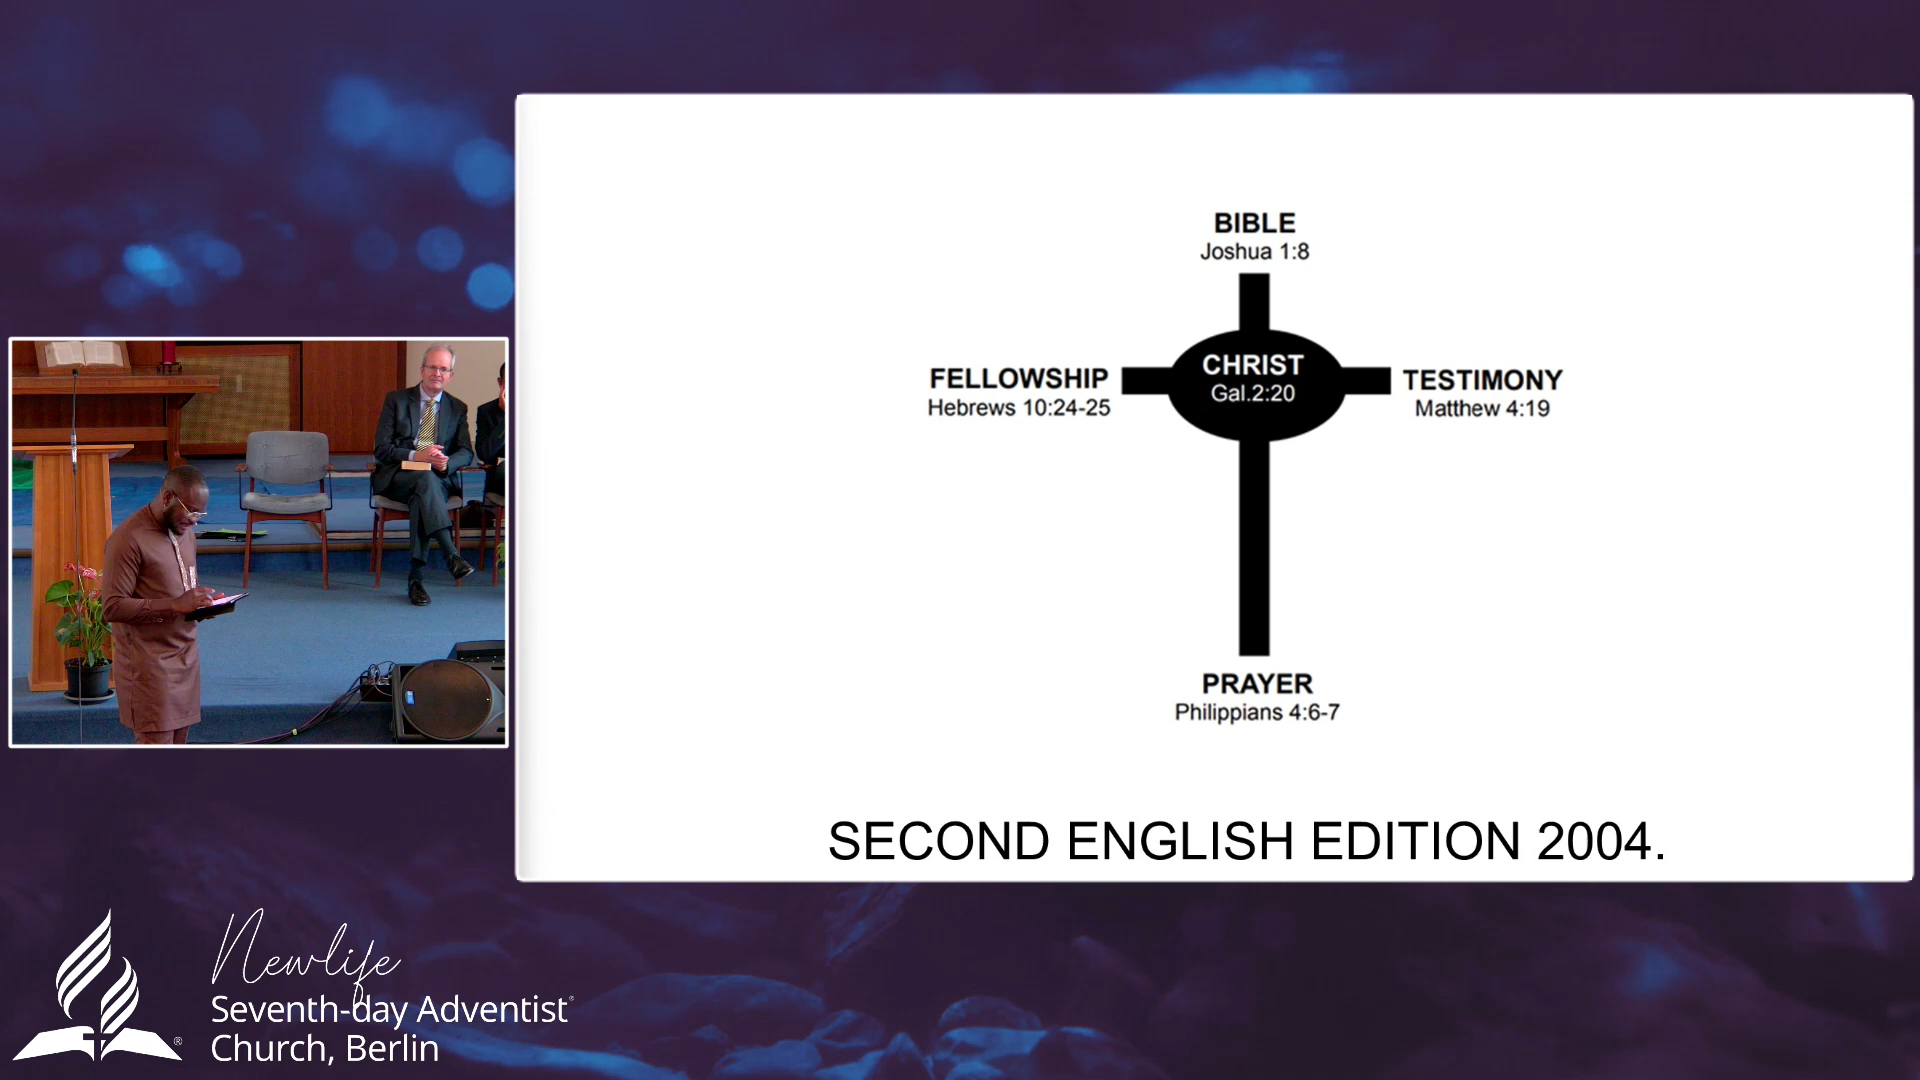 BIBLE
Joshua 1:8
CHRIST
Gal.2:20
FELLOWSHIP
Hebrews 10:24-25
TESTIMONY
Matthew 4:19
PRAYER
Philippians 4:6-7
SECOND ENGLISH EDITION 2004.
Newlife
Seventh-day Adventist®
Church, Berlin
®